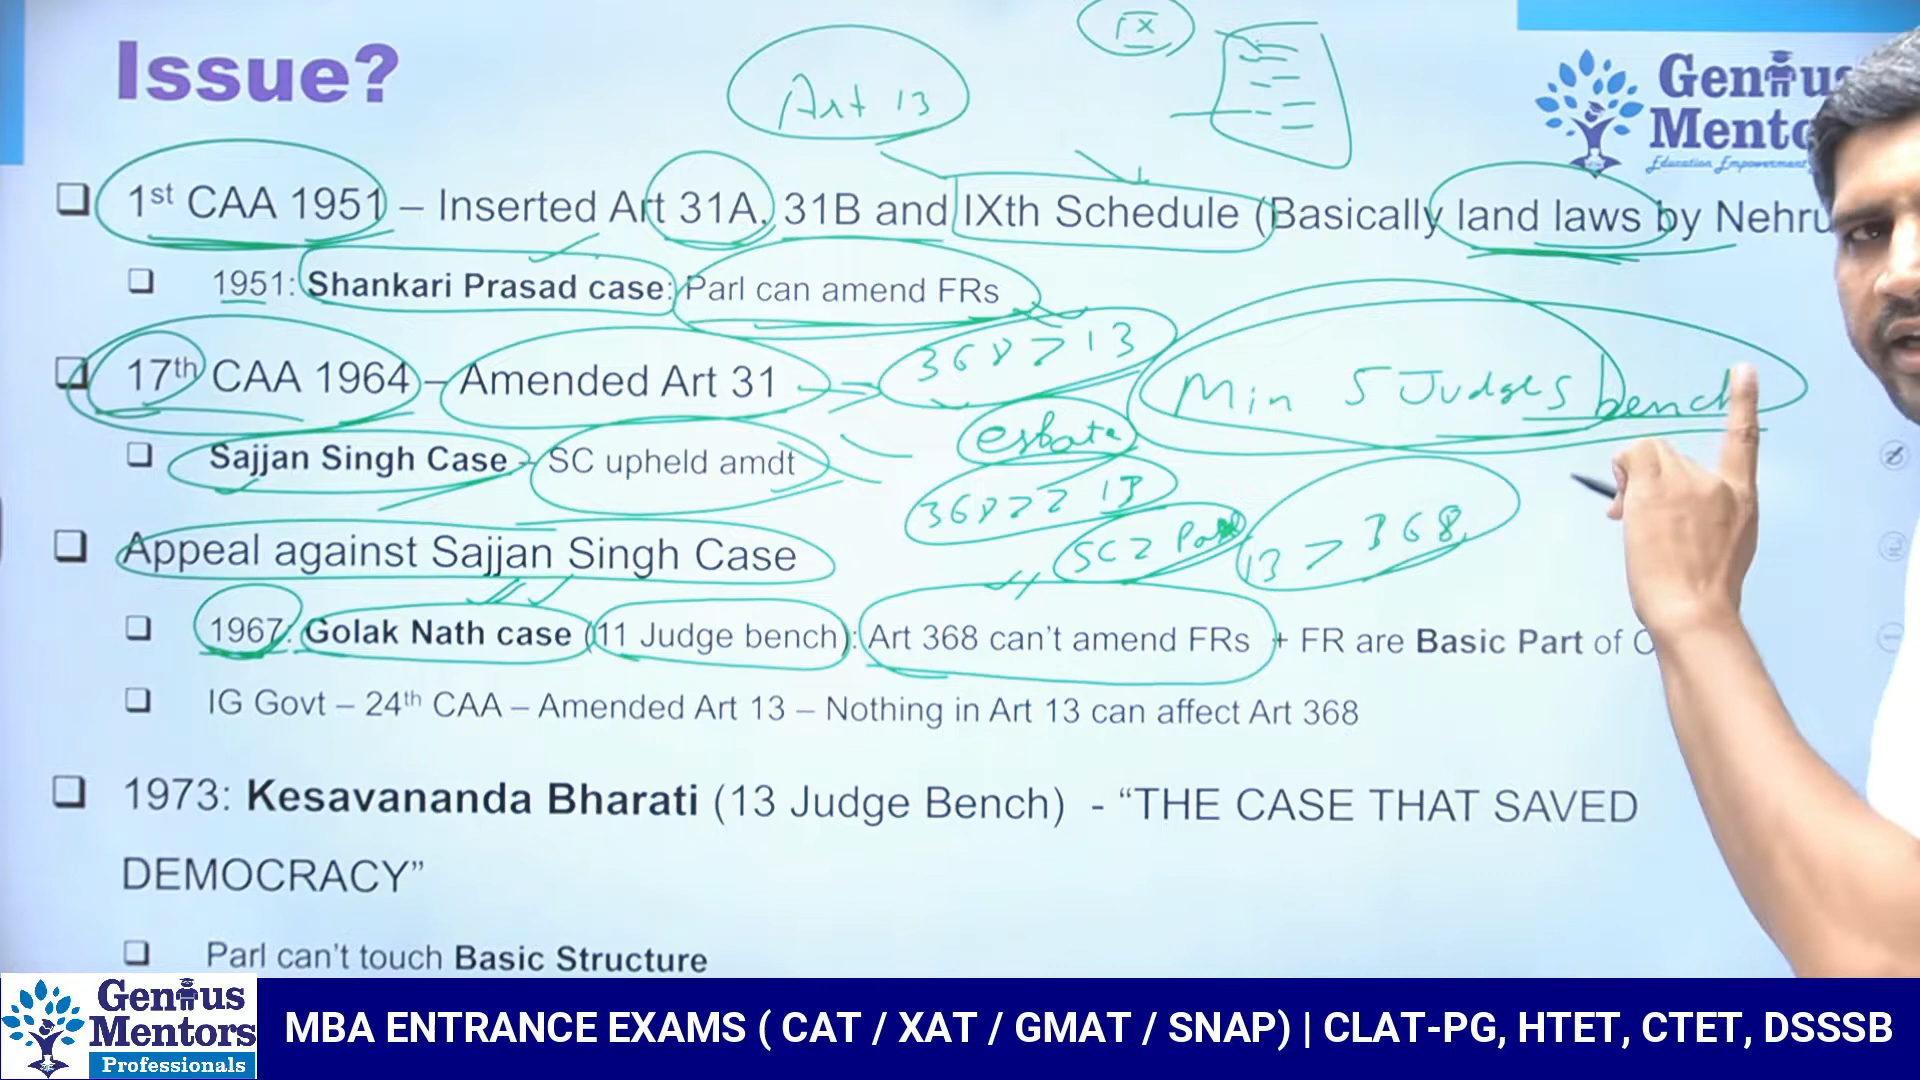 Issue?
Art 13
IX
Genius
Mento
Education Empowerment
1st CAA 1951 – Inserted Art 31A, 31B and IXth Schedule (Basically land laws by Nehru
1951: Shankari Prasad case: Parl can amend FRs
368 > 13
17th CAA 1964 – Amended Art 31
Min 5 Judges bench
estate
Sajjan Singh Case - SC upheld amdt
368 > 13
SC
13 > 368
Appeal against Sajjan Singh Case
1967: Golak Nath case (11 Judge bench): Art 368 can't amend FRs + FR are Basic Part of
IG Govt – 24th CAA – Amended Art 13 – Nothing in Art 13 can affect Art 368
1973: Kesavananda Bharati (13 Judge Bench) - “THE CASE THAT SAVED
DEMOCRACY”
Parl can't touch Basic Structure
Genius
Mentors
Professionals
MBA ENTRANCE EXAMS ( CAT / XAT / GMAT / SNAP) | CLAT-PG, HTET, CTET, DSSSB